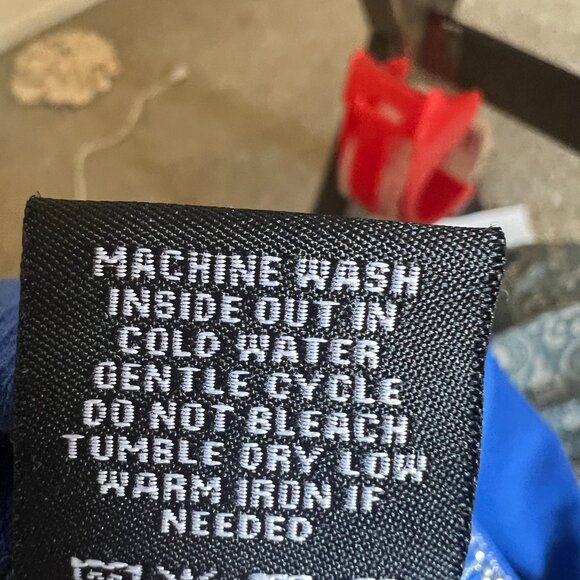 MACHINE WASH
INSIDE OUT IN
COLD WATER
GENTLE CYCLE
DO NOT BLEACH
TUMBLE DRY LOW
WARM IRON IF
NEEDED